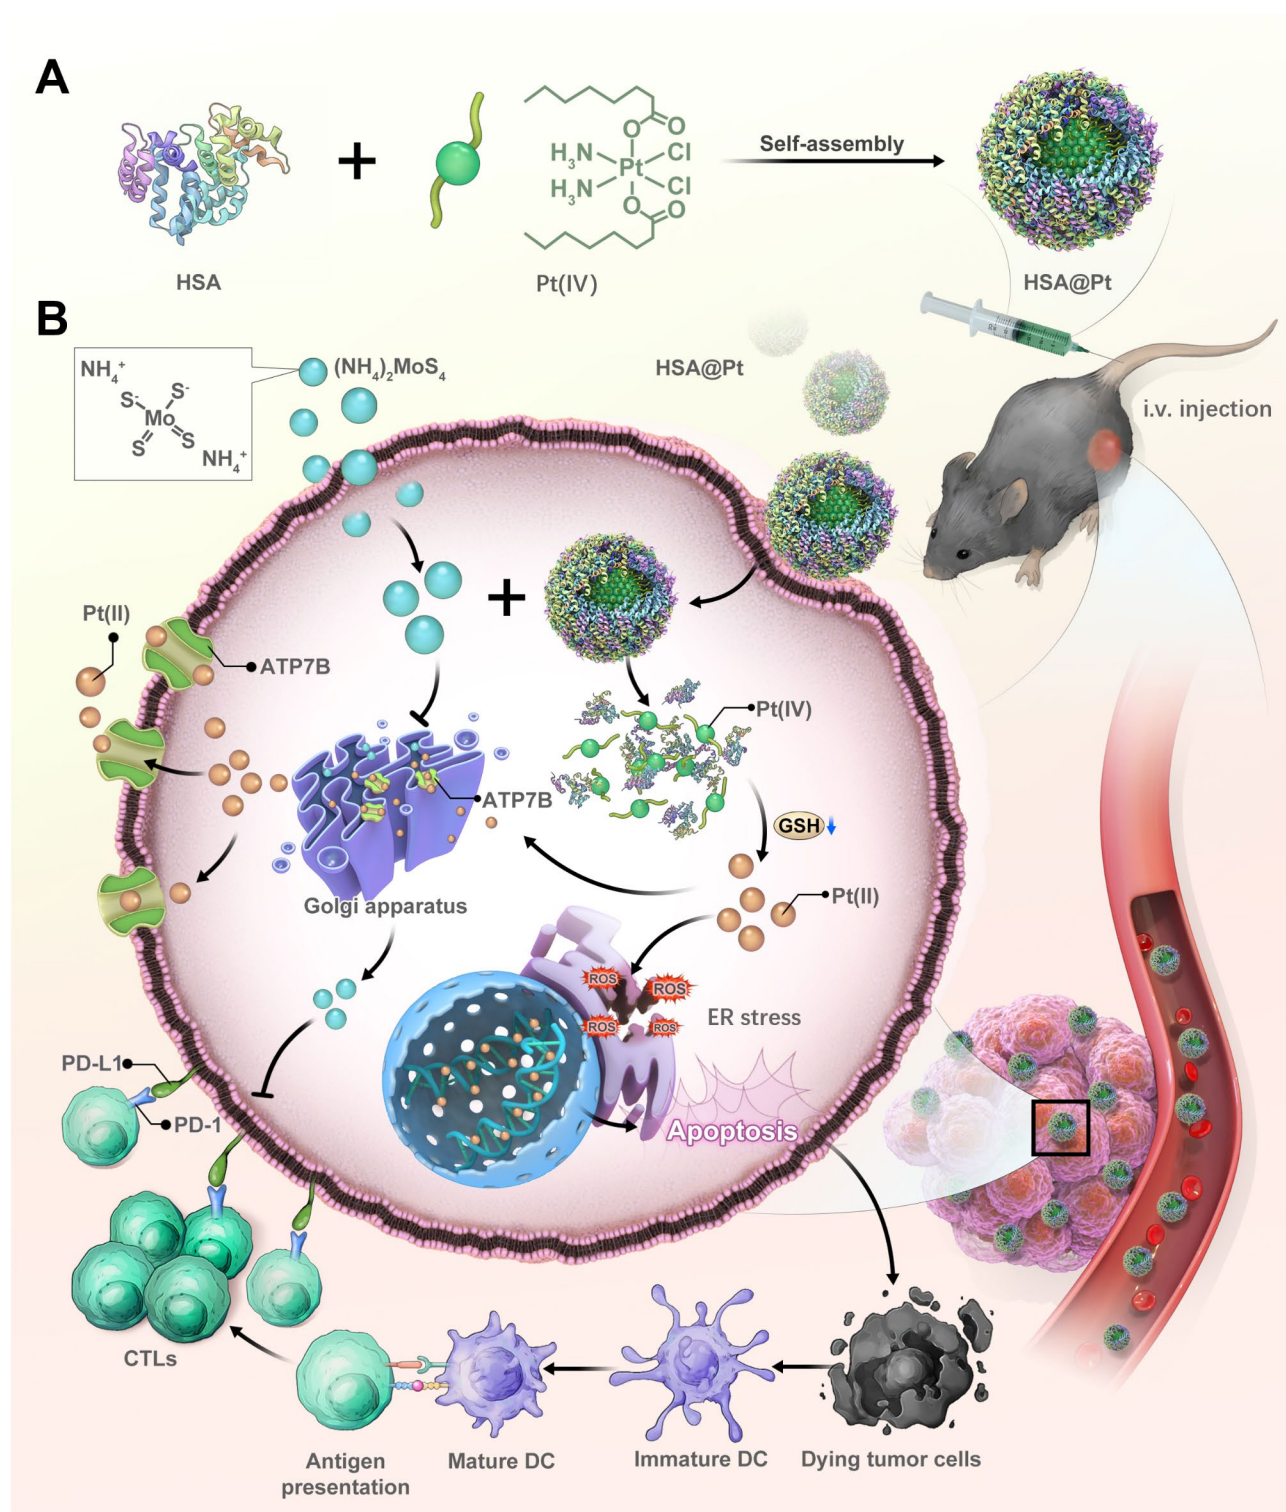 A
HSA
+
Pt(IV)
O
O
H₃N
Cl
Pt
H₃N
Cl
O
O
Self-assembly
HSA@Pt
B
NH₄⁺
S⁻
S⁻
Mo
S
S
NH₄⁺
(NH₄)₂MoS₄
HSA@Pt
i.v. injection
+
Pt(II)
ATP7B
Pt(IV)
ATP7B
GSH
Golgi apparatus
Pt(II)
ROS
ROS
ROS
ROS
ER stress
PD-L1
PD-1
Apoptosis
CTLs
Antigen
presentation
Mature DC
Immature DC
Dying tumor cells